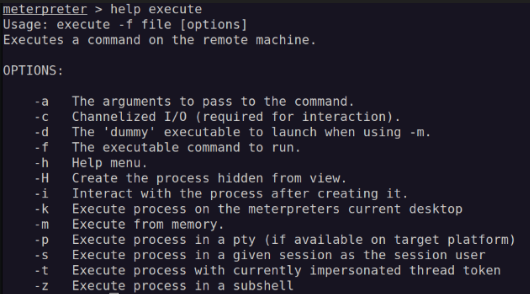 meterpreter > help execute
Usage: execute -f file [options]
Executes a command on the remote machine.
OPTIONS:
-a The arguments to pass to the command.
-c Channelized I/O (required for interaction).
-d The 'dummy' executable to launch when using -m.
-f The executable command to run.
-h Help menu.
-H Create the process hidden from view.
-i Interact with the process after creating it.
-k Execute process on the meterpreters current desktop
-m Execute from memory.
-p Execute process in a pty (if available on target platform)
-s Execute process in a given session as the session user
-t Execute process with currently impersonated thread token
-z Execute process in a subshell